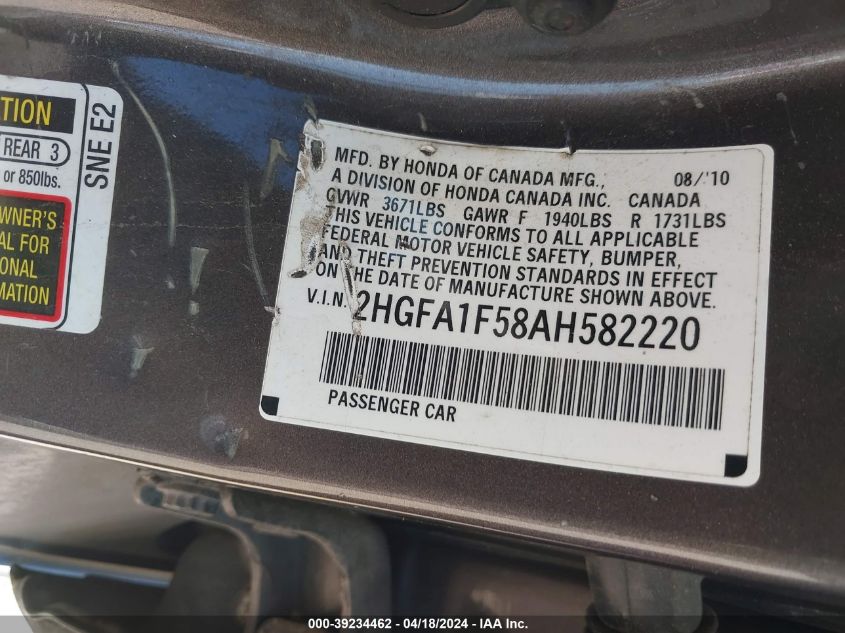 TION
REAR 3
or 850lbs.
SNE E2
WNER'S
AL FOR
ONAL
MATION
MFD. BY HONDA OF CANADA MFG., 08/'10
A DIVISION OF HONDA CANADA INC. CANADA
GVWR 3671LBS GAWR F 1940LBS R 1731LBS
THIS VEHICLE CONFORMS TO ALL APPLICABLE
FEDERAL MOTOR VEHICLE SAFETY, BUMPER,
AND THEFT PREVENTION STANDARDS IN EFFECT
ON THE DATE OF MANUFACTURE SHOWN ABOVE.
V.I.N. 2HGFA1F58AH582220
PASSENGER CAR
000-39234462 - 04/18/2024 - IAA Inc.